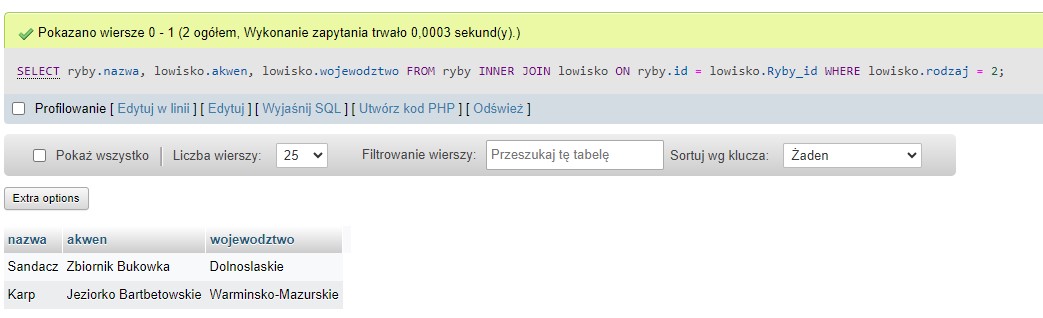 Pokazano wiersze 0 - 1 (2 ogółem, Wykonanie zapytania trwało 0,0003 sekund(y).)
SELECT ryby.nazwa, lowisko.akwen, lowisko.wojewodztwo FROM ryby INNER JOIN lowisko ON ryby.id = lowisko.Ryby_id WHERE lowisko.rodzaj = 2;
Profilowanie [ Edytuj w linii ] [ Edytuj ] [ Wyjaśnij SQL ] [ Utwórz kod PHP ] [ Odśwież ]
Pokaż wszystko | Liczba wierszy: 25 Filtrowanie wierszy: Przeszukaj tę tabelę Sortuj wg klucza: Żaden
Extra options
nazwa akwen wojewodztwo
Sandacz Zbiornik Bukowka Dolnoslaskie
Karp Jeziorko Bartbetowskie Warminsko-Mazurskie